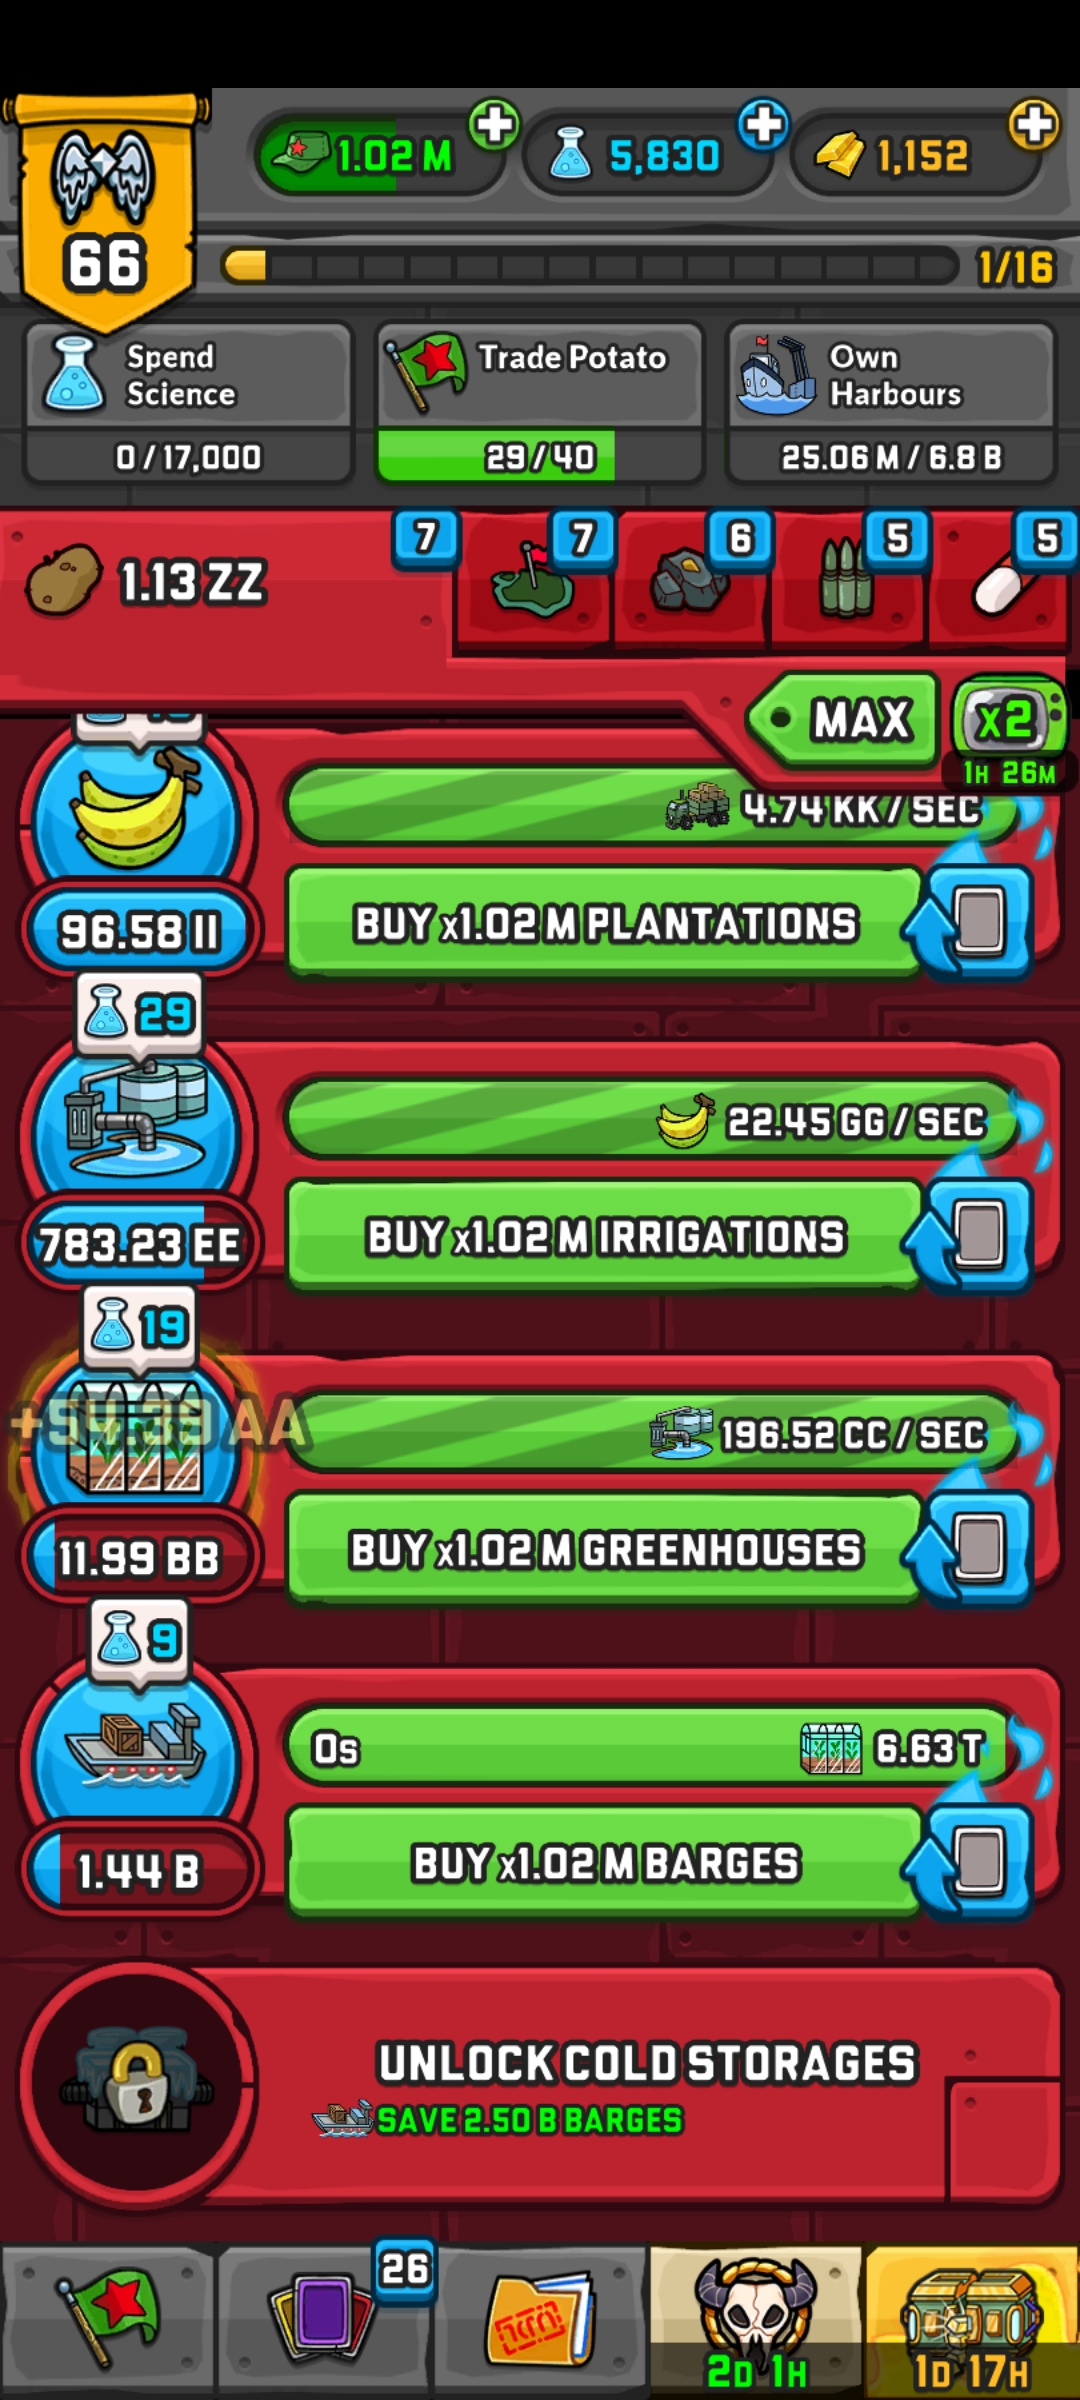 1.02 M
5,830
1,152
66
1/16
Spend
Science
0/17,000
Trade Potato
29/40
Own
Harbours
25.06 M / 6.8 B
1.13 ZZ
7
7
6
5
5
MAX
x2
1H 26M
4.74 KK / SEC
96.58 II
BUY x1.02 M PLANTATIONS
29
22.45 GG / SEC
783.23 EE
BUY x1.02 M IRRIGATIONS
19
196.52 CC / SEC
11.99 BB
BUY x1.02 M GREENHOUSES
9
0s
6.63 T
1.44 B
BUY x1.02 M BARGES
UNLOCK COLD STORAGES
SAVE 2.50 B BARGES
26
2D 1H
1D 17H